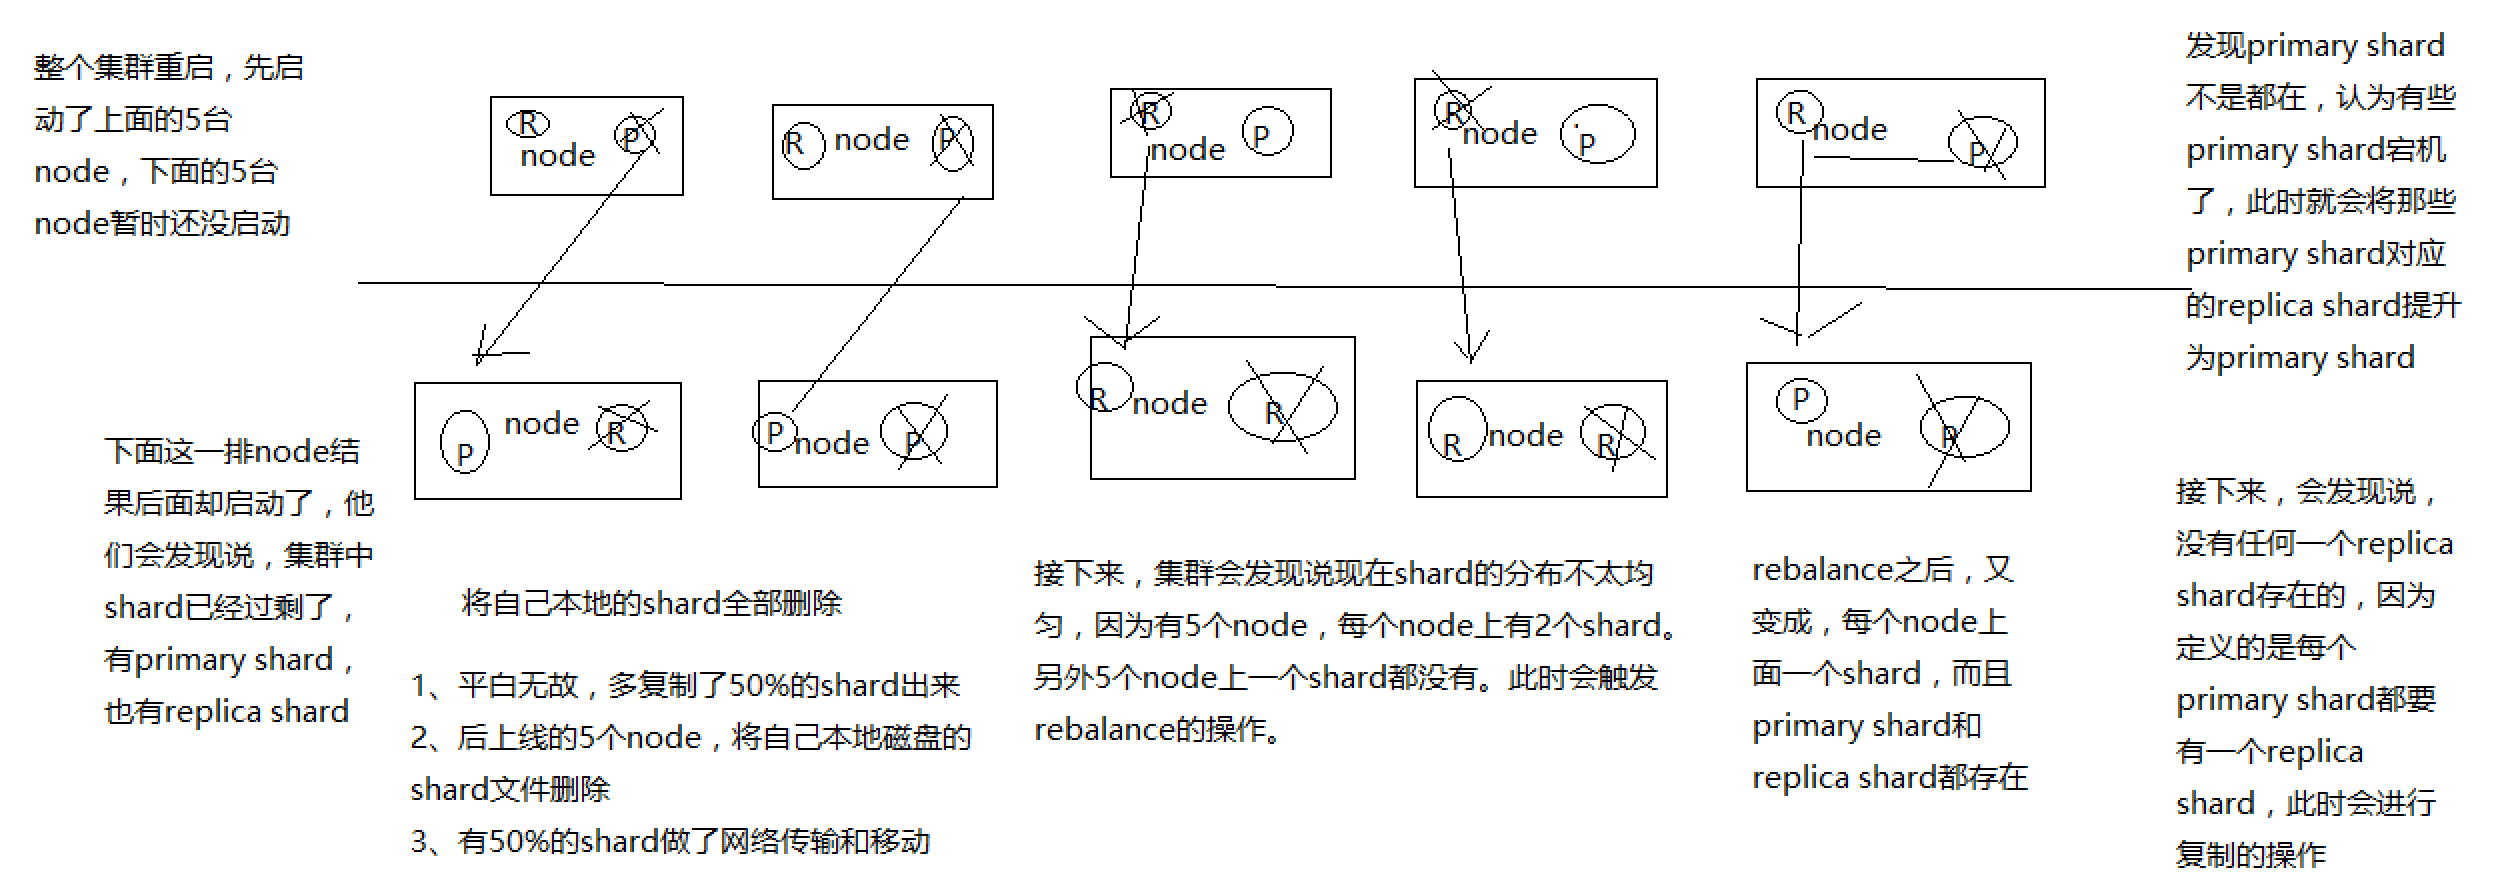 整个集群重启，先启
动了上面的5台
node，下面的5台
node暂时还没启动
R
P
node
R
node
P
R
P
node
R
node
P
R
node
P
发现primary shard
不是都在，认为有些
primary shard宕机
了，此时就会将那些
primary shard对应
的replica shard提升
为primary shard
P
node
R
P
node
P
R
node
R
R
node
R
P
node
R
下面这一排node结
果后面却启动了，他
们会发现说，集群中
shard已经过剩了，
有primary shard，
也有replica shard
将自己本地的shard全部删除
1、平白无故，多复制了50%的shard出来
2、后上线的5个node，将自己本地磁盘的
shard文件删除
3、有50%的shard做了网络传输和移动
接下来，集群会发现说现在shard的分布不太均
匀，因为有5个node，每个node上有2个shard。
另外5个node上一个shard都没有。此时会触发
rebalance的操作。
rebalance之后，又
变成，每个node上
面一个shard，而且
primary shard和
replica shard都存在
接下来，会发现说，
没有任何一个replica
shard存在的，因为
定义的是每个
primary shard都要
有一个replica
shard，此时会进行
复制的操作